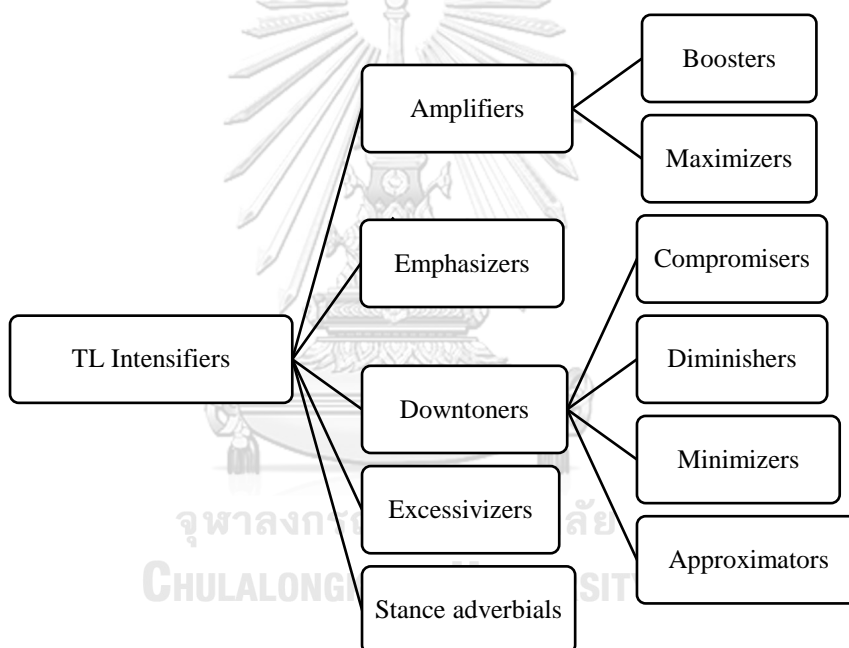 Boosters
Amplifiers
Maximizers
Emphasizers
Compromisers
TL Intensifiers
Diminishers
Downtoners
Minimizers
Excessivizers
Approximators
Stance adverbials